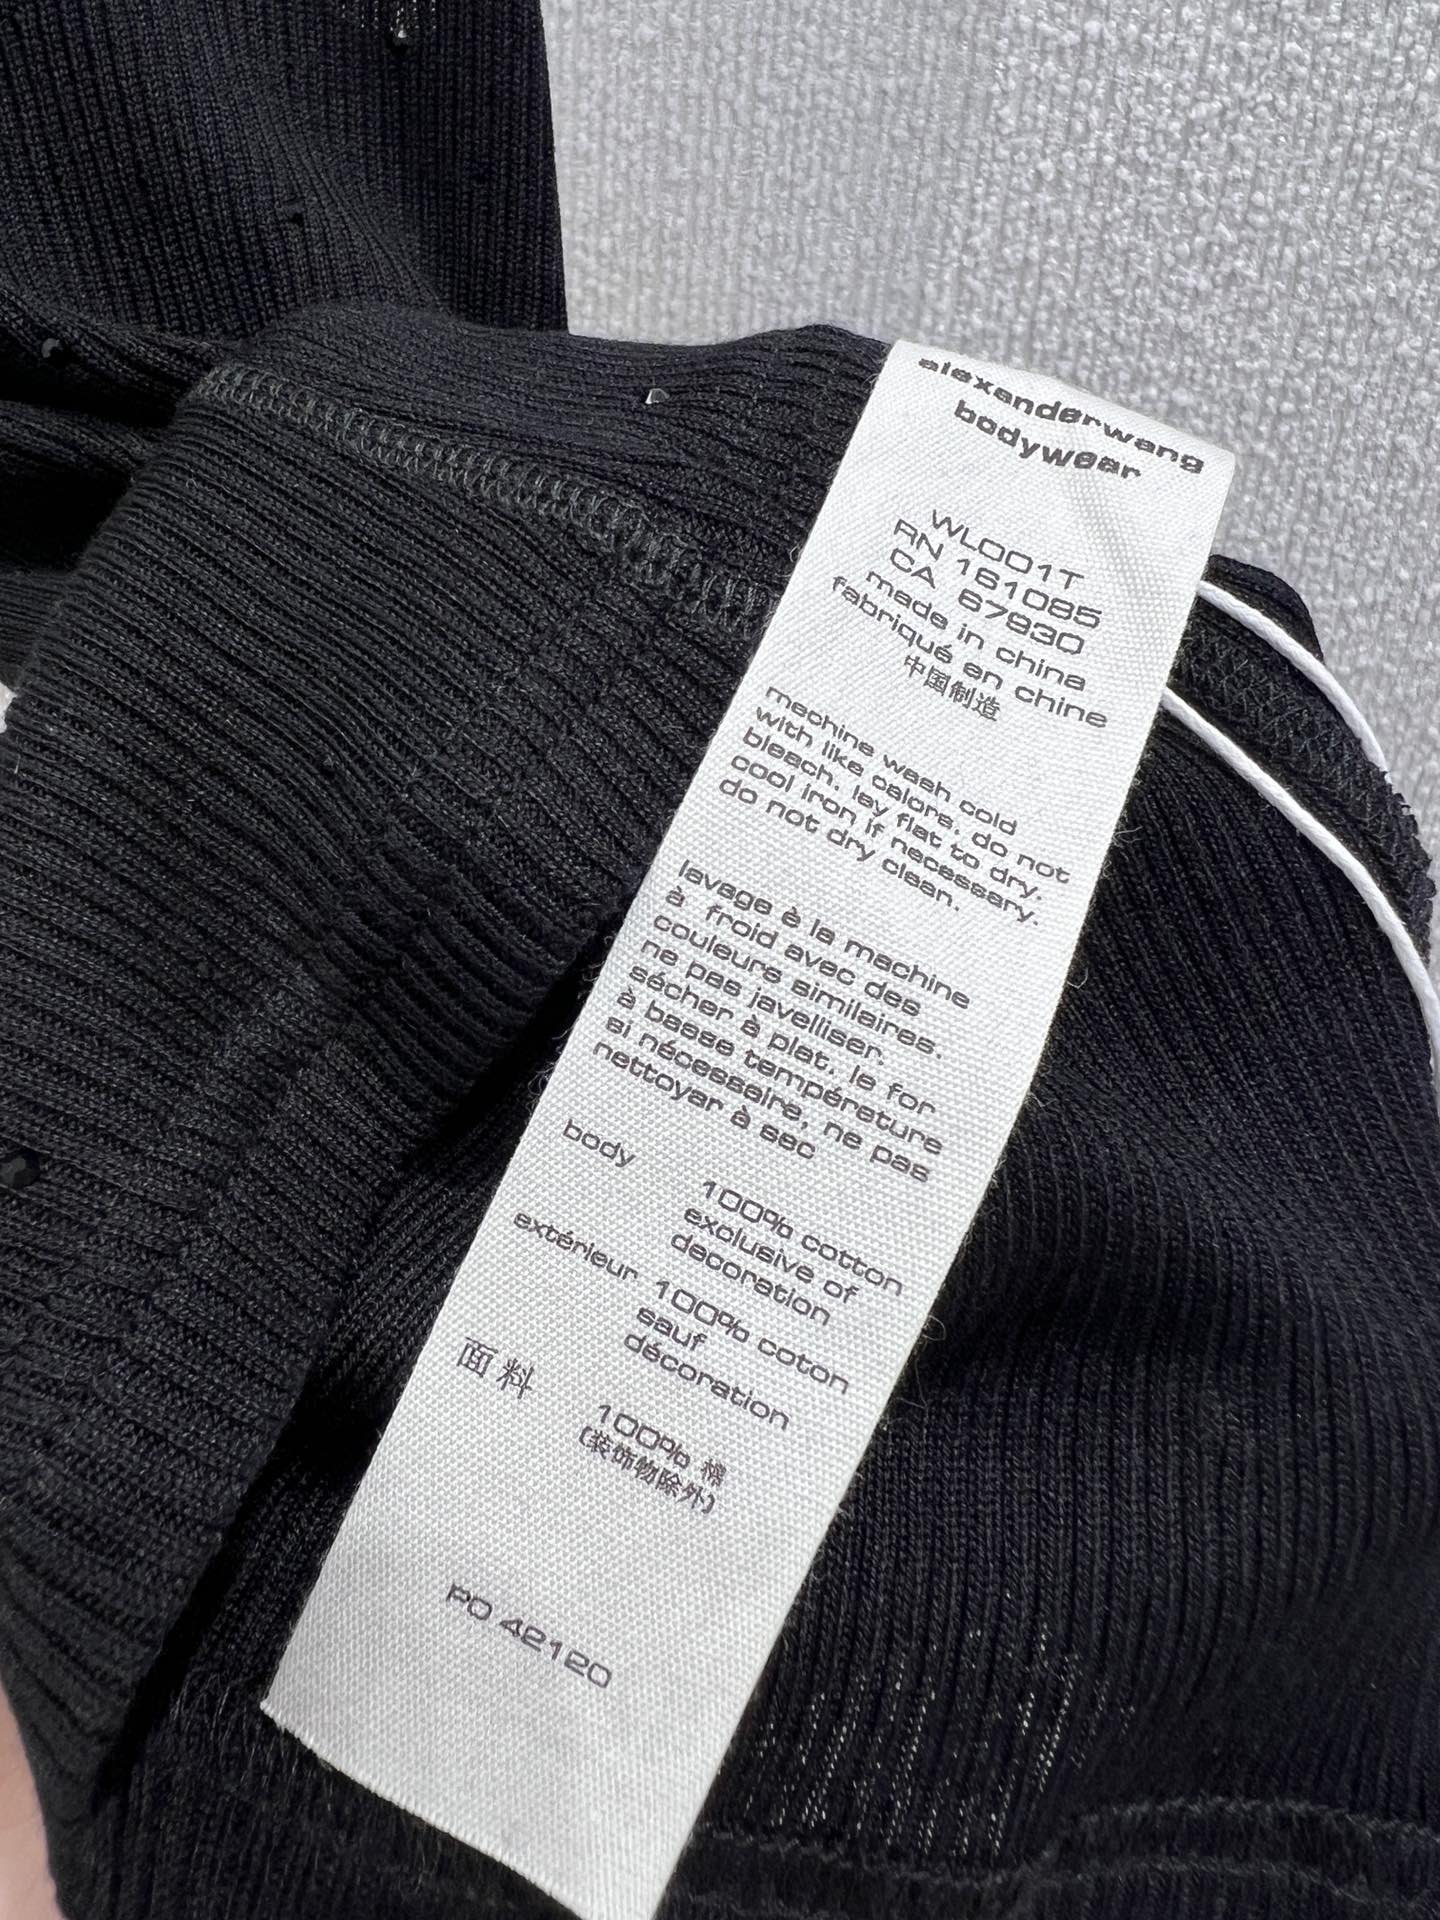 alexanderwang
bodywear
WL001T
RN 161085
CA 67930
made in china
fabriqué en chine
中国制造
machine wash cold
with like colors. do not
bleach. lay flat to dry.
cool iron if necessary.
do not dry clean.
lavage à la machine
à froid avec des
couleurs similaires.
ne pas javelliser.
sécher à plat. le for
à basse température
si nécessaire, ne pas
nettoyer à sec
body
100% cotton
exclusive of
decoration
extérieur
100% coton
sauf
décoration
面料
100% 棉
(装饰物除外)
PO 42120